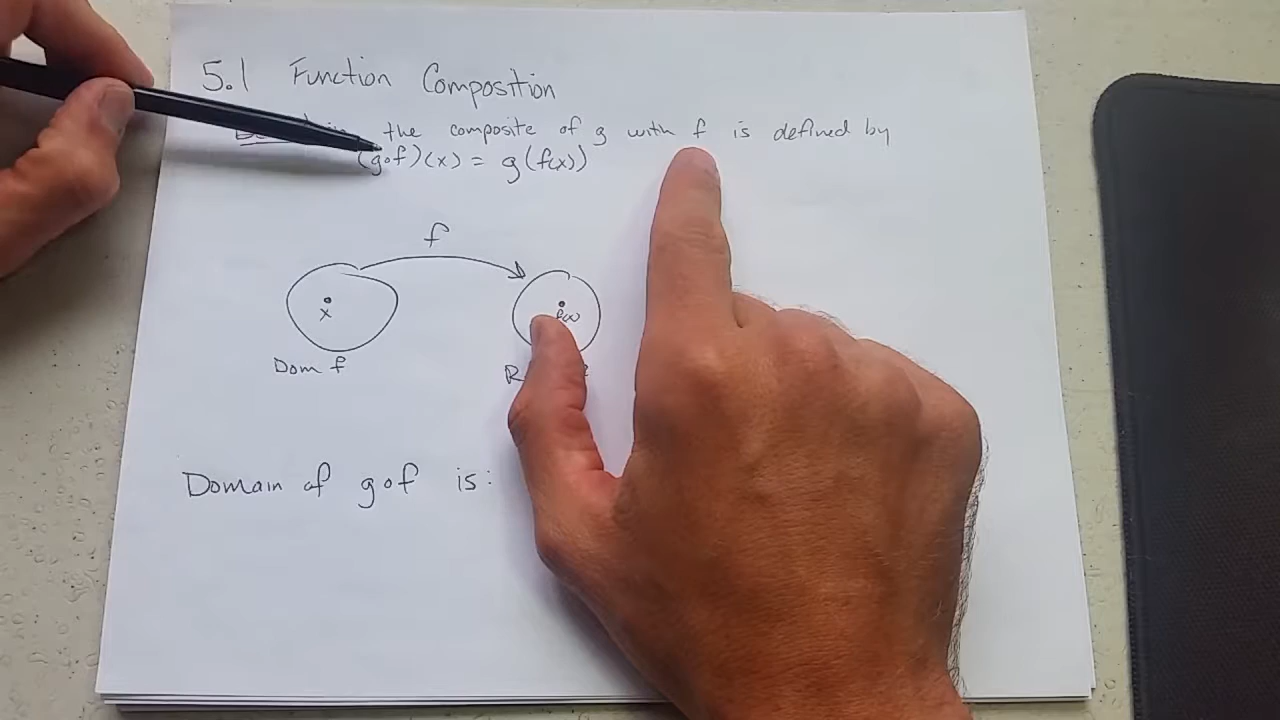 5.1 Function Composition
the composite of g with f is defined by
(g∘f)(x) = g(f(x))
f
x
f(x)
Dom f
Domain of g∘f is: